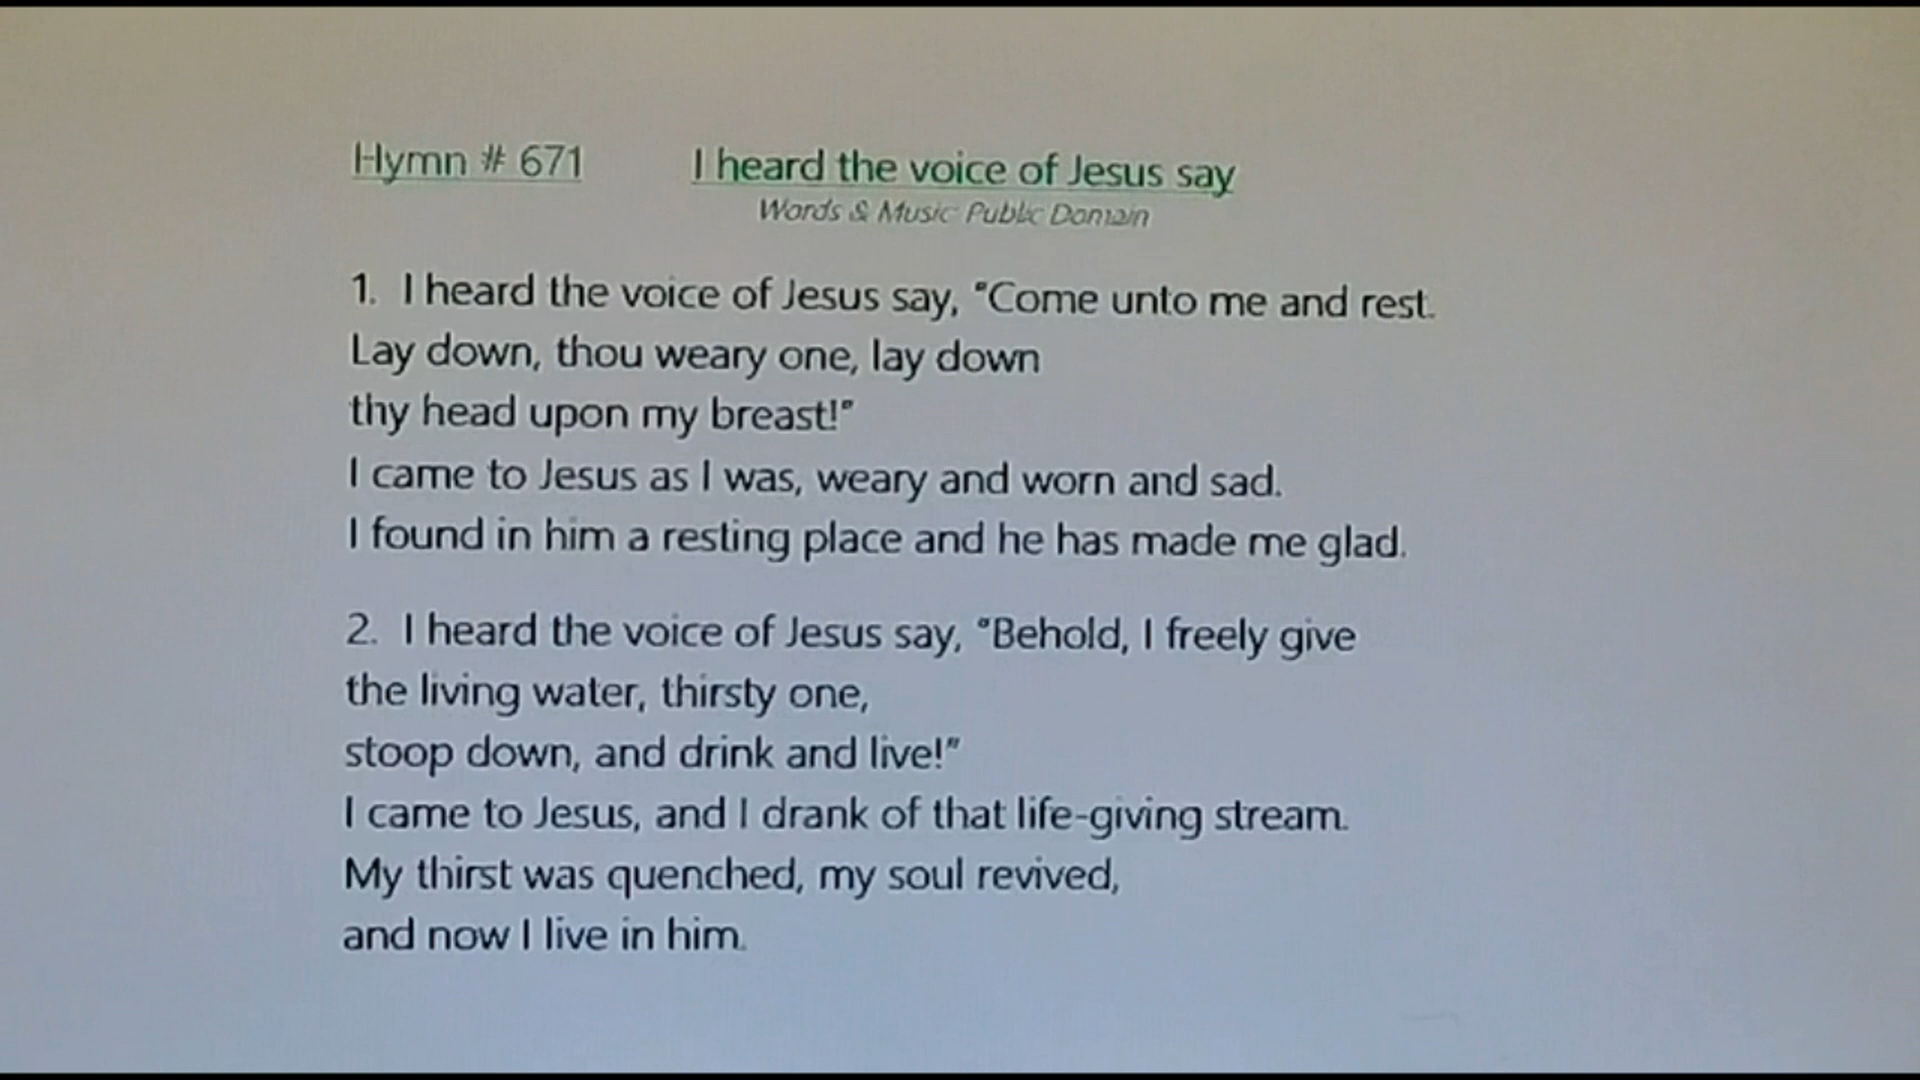 Hymn # 671 I heard the voice of Jesus say
Words & Music Public Domain
1. I heard the voice of Jesus say, "Come unto me and rest.
Lay down, thou weary one, lay down
thy head upon my breast!"
I came to Jesus as I was, weary and worn and sad.
I found in him a resting place and he has made me glad.
2. I heard the voice of Jesus say, "Behold, I freely give
the living water, thirsty one,
stoop down, and drink and live!"
I came to Jesus, and I drank of that life-giving stream.
My thirst was quenched, my soul revived,
and now I live in him.